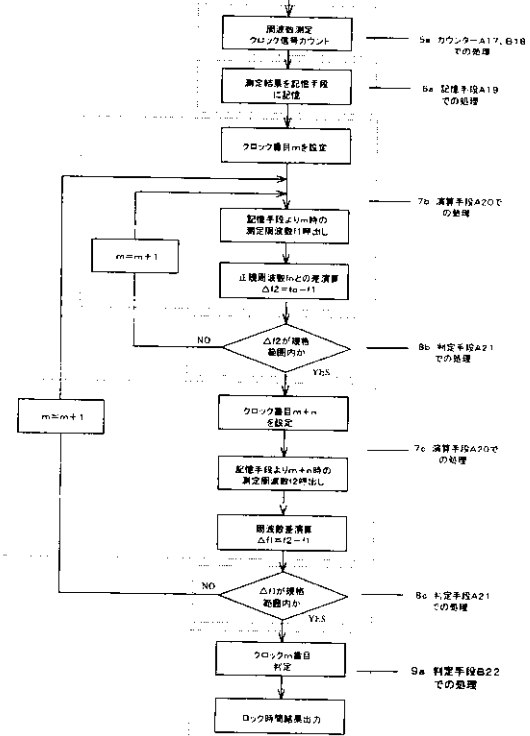 周波数測定
クロック信号カウント
5a カウンターA17, B18
での処理
測定結果を記憶手段
に記憶
6a 記憶手段A19
での処理
クロック番目mを設定
7b 演算手段A20で
の処理
記憶手段よりm時の
測定周波数f1呼出し
m=m+1
正規周波数foとの差演算
△f2=fo-f1
NO
△f2が規格
範囲内か
YES
8b 判定手段A21
での処理
m=m+1
クロック番目m+n
を設定
7c 演算手段A20で
の処理
記憶手段よりm+n時の
測定周波数f2呼出し
周波数差演算
△f1=f2-f1
NO
△f1が規格
範囲内か
YES
8c 判定手段A21
での処理
クロックm番目
判定
9a 判定手段B22
での処理
ロック時間結果出力